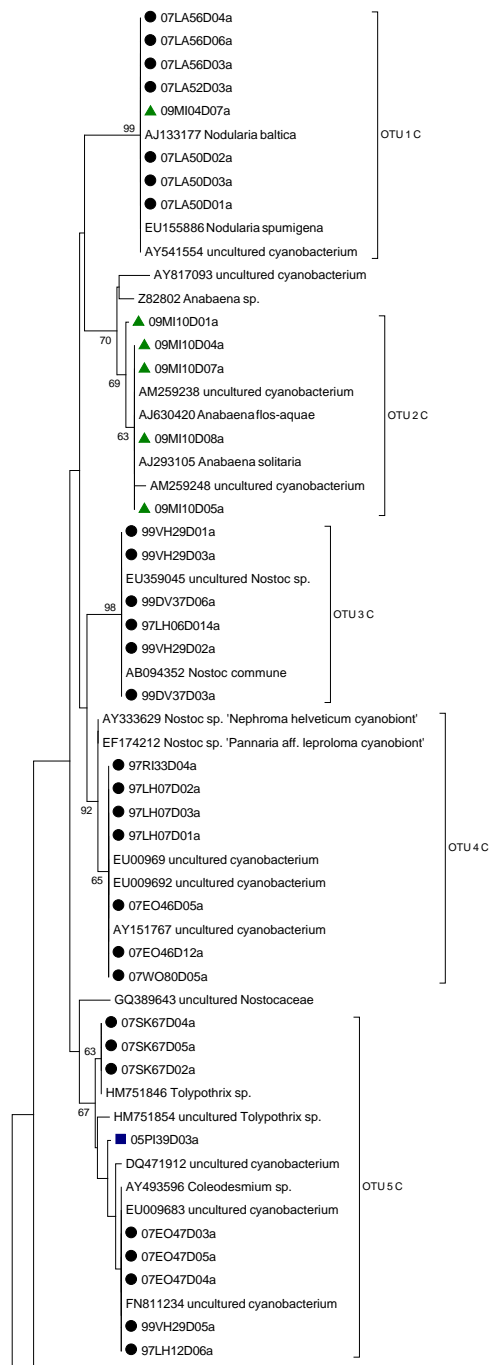 07LA56D04a
07LA56D06a
07LA56D03a
07LA52D03a
09MI04D07a
99
AJ133177 Nodularia baltica
OTU 1 C
07LA50D02a
07LA50D03a
07LA50D01a
EU155886 Nodularia spumigena
AY541554 uncultured cyanobacterium
AY817093 uncultured cyanobacterium
Z82802 Anabaena sp.
09MI10D01a
70
09MI10D04a
09MI10D07a
69
AM259238 uncultured cyanobacterium
AJ630420 Anabaena flos-aquae
OTU 2 C
63
09MI10D08a
AJ293105 Anabaena solitaria
AM259248 uncultured cyanobacterium
09MI10D05a
99VH29D01a
99VH29D03a
EU359045 uncultured Nostoc sp.
99DV37D06a
98
OTU 3 C
97LH06D014a
99VH29D02a
AB094352 Nostoc commune
99DV37D03a
AY333629 Nostoc sp. 'Nephroma helveticum cyanobiont'
EF174212 Nostoc sp. 'Pannaria aff. leproloma cyanobiont'
97RI33D04a
97LH07D02a
92
97LH07D03a
97LH07D01a
OTU 4 C
EU00969 uncultured cyanobacterium
65
EU009692 uncultured cyanobacterium
07EO46D05a
AY151767 uncultured cyanobacterium
07EO46D12a
07WO80D05a
GQ389643 uncultured Nostocaceae
07SK67D04a
63
07SK67D05a
07SK67D02a
HM751846 Tolypothrix sp.
67
HM751854 uncultured Tolypothrix sp.
05PI39D03a
DQ471912 uncultured cyanobacterium
OTU 5 C
AY493596 Coleodesmium sp.
EU009683 uncultured cyanobacterium
07EO47D03a
07EO47D05a
07EO47D04a
FN811234 uncultured cyanobacterium
99VH29D05a
97LH12D06a